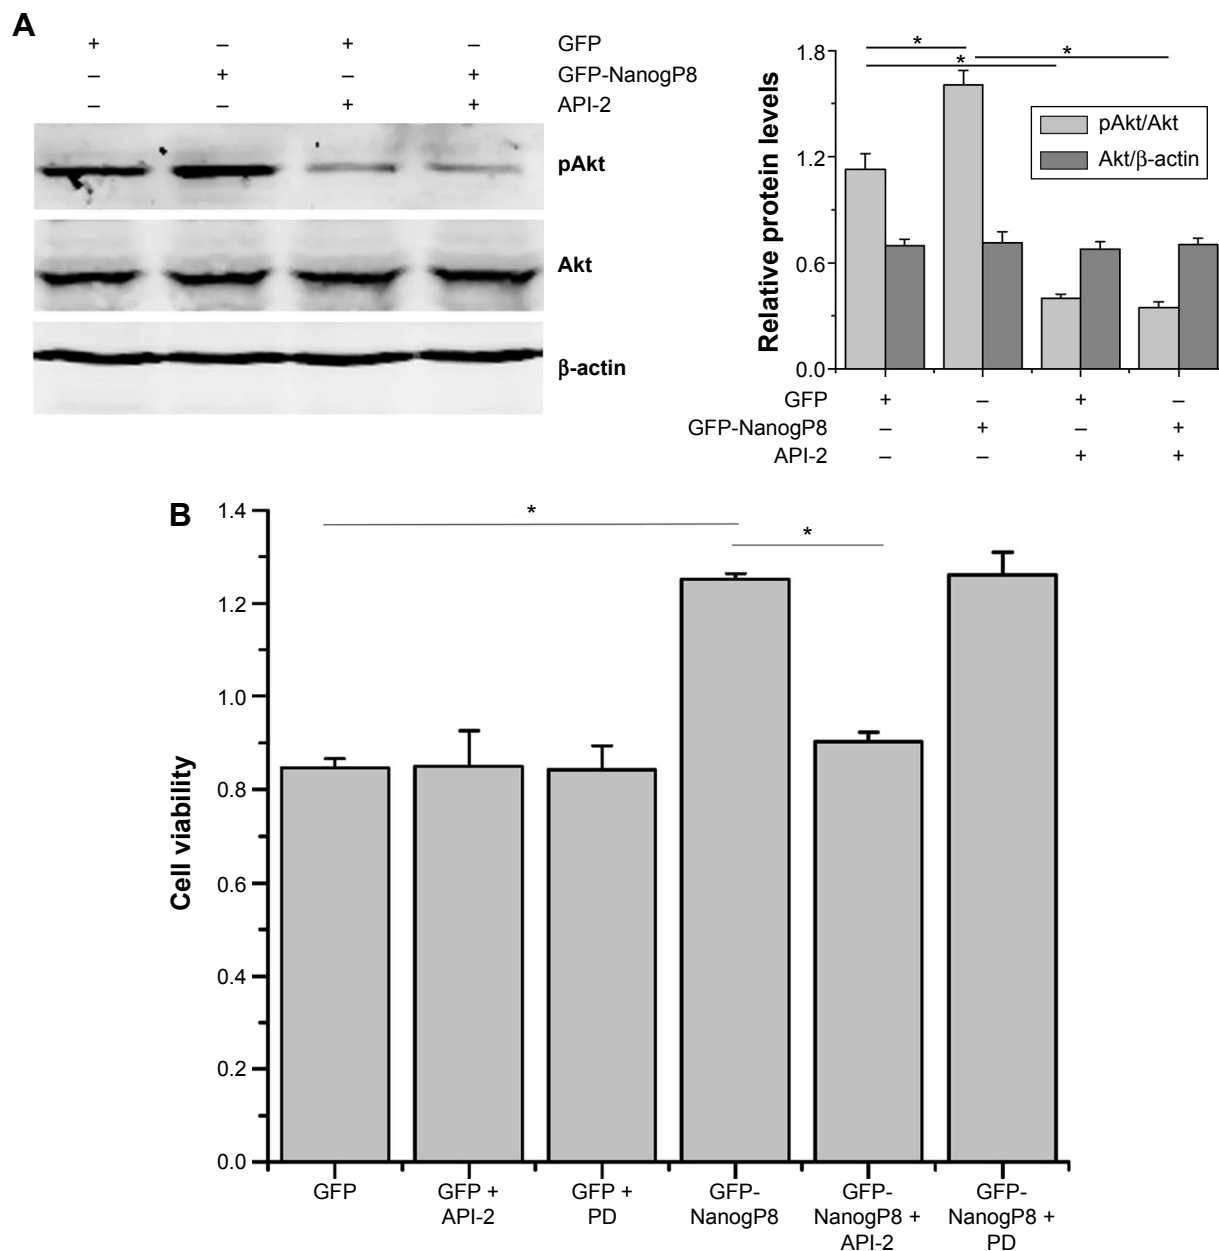 A
+ – + – GFP
– + – + GFP-NanogP8
– – + + API-2
pAkt
Akt
β-actin
Relative protein levels
1.8
1.2
0.6
0.0
*
*
*
pAkt/Akt
Akt/β-actin
GFP + – + –
GFP-NanogP8 – + – +
API-2 – – + +
B
Cell viability
1.4
1.2
1.0
0.8
0.6
0.4
0.2
0.0
*
*
GFP
GFP +
API-2
GFP +
PD
GFP-
NanogP8
GFP-
NanogP8 +
API-2
GFP-
NanogP8 +
PD